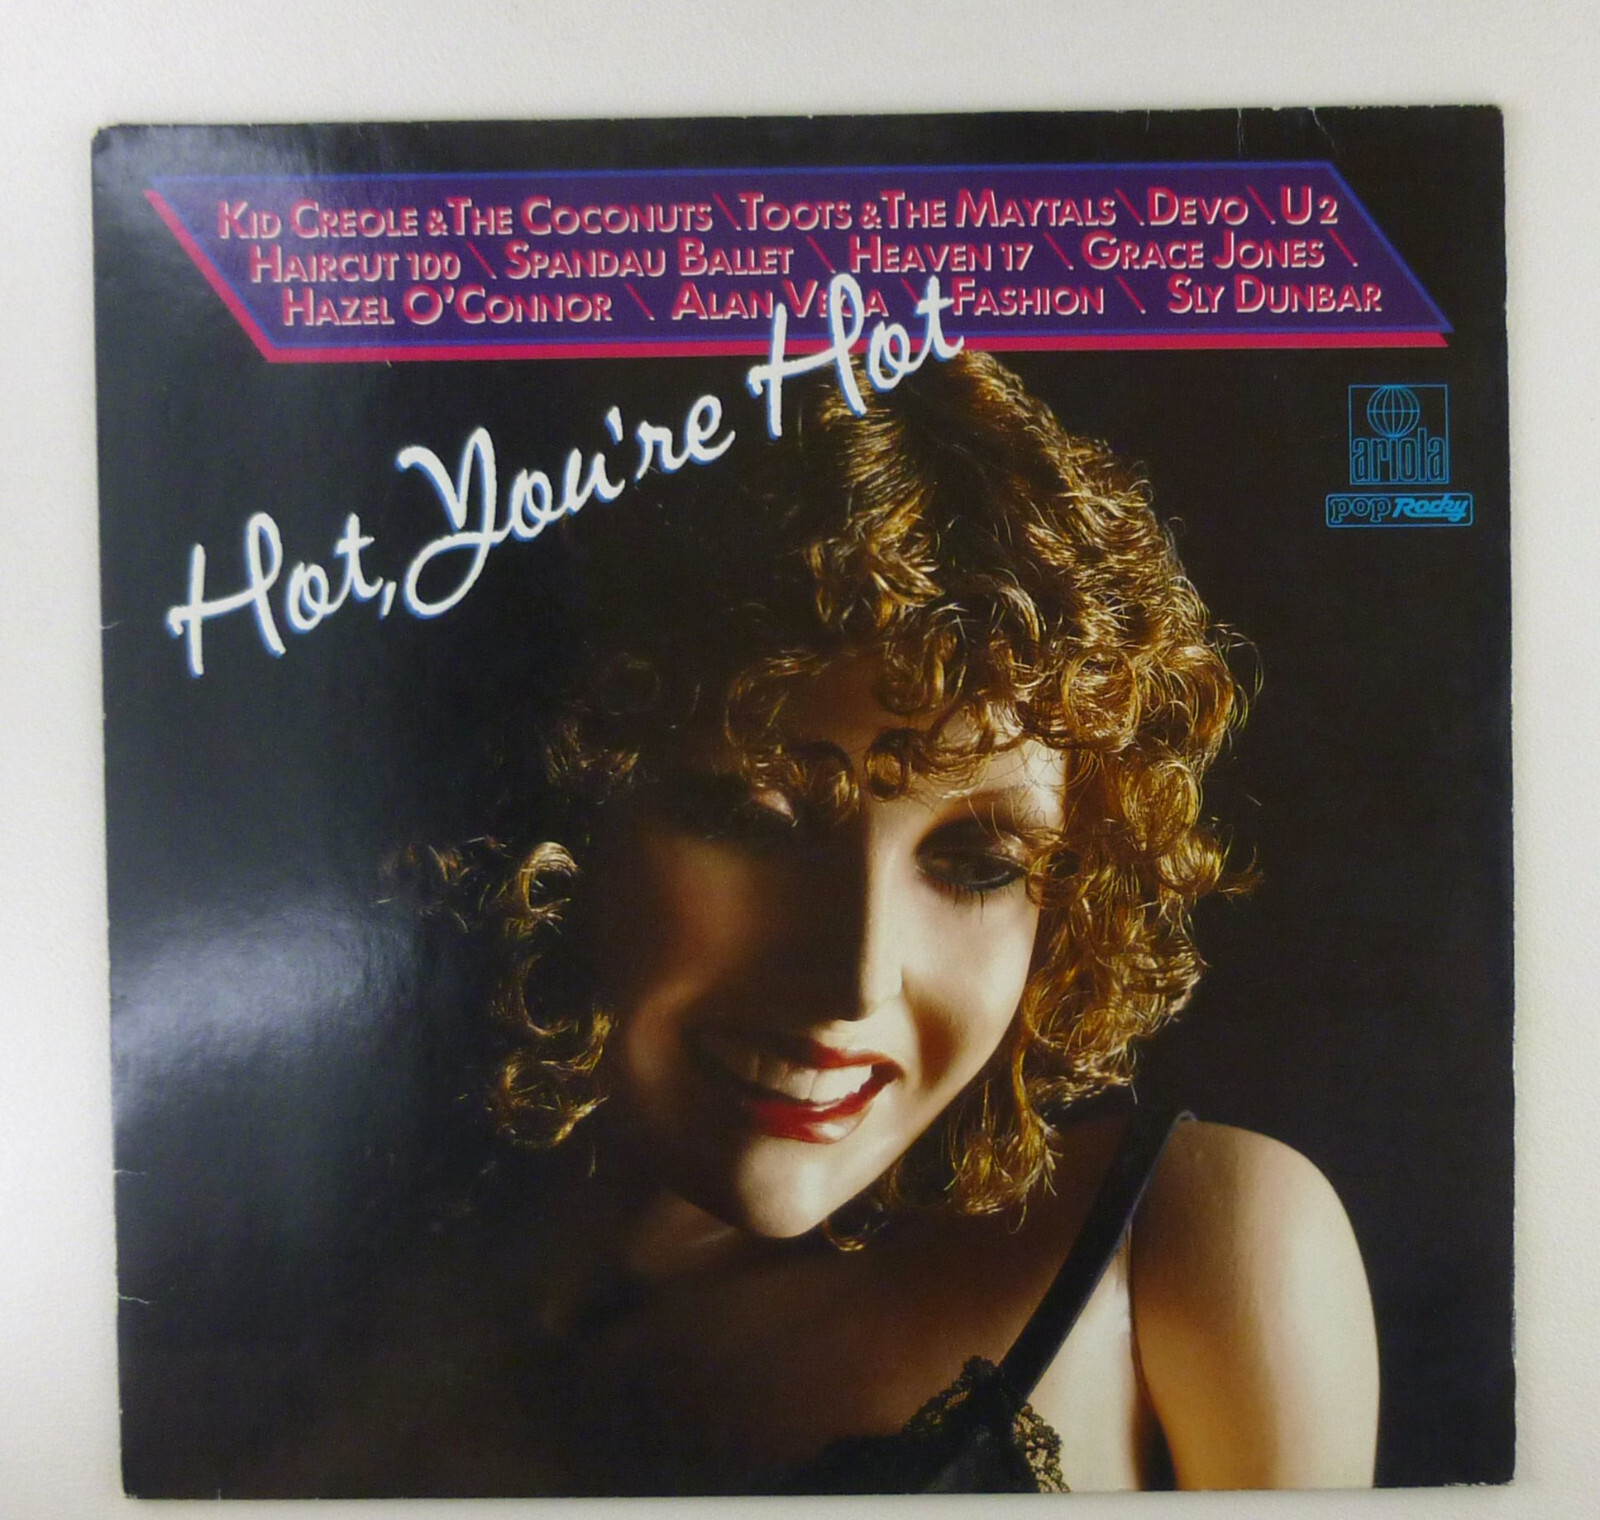 KID CREOLE & THE COCONUTS \ TOOTS & THE MAYTALS \ DEVO \ U2
HAIRCUT 100 \ SPANDAU BALLET \ HEAVEN 17 \ GRACE JONES \
HAZEL O'CONNOR \ ALAN VEGA \ FASHION \ SLY DUNBAR
Hot, You're Hot
ariola
pop Rocky